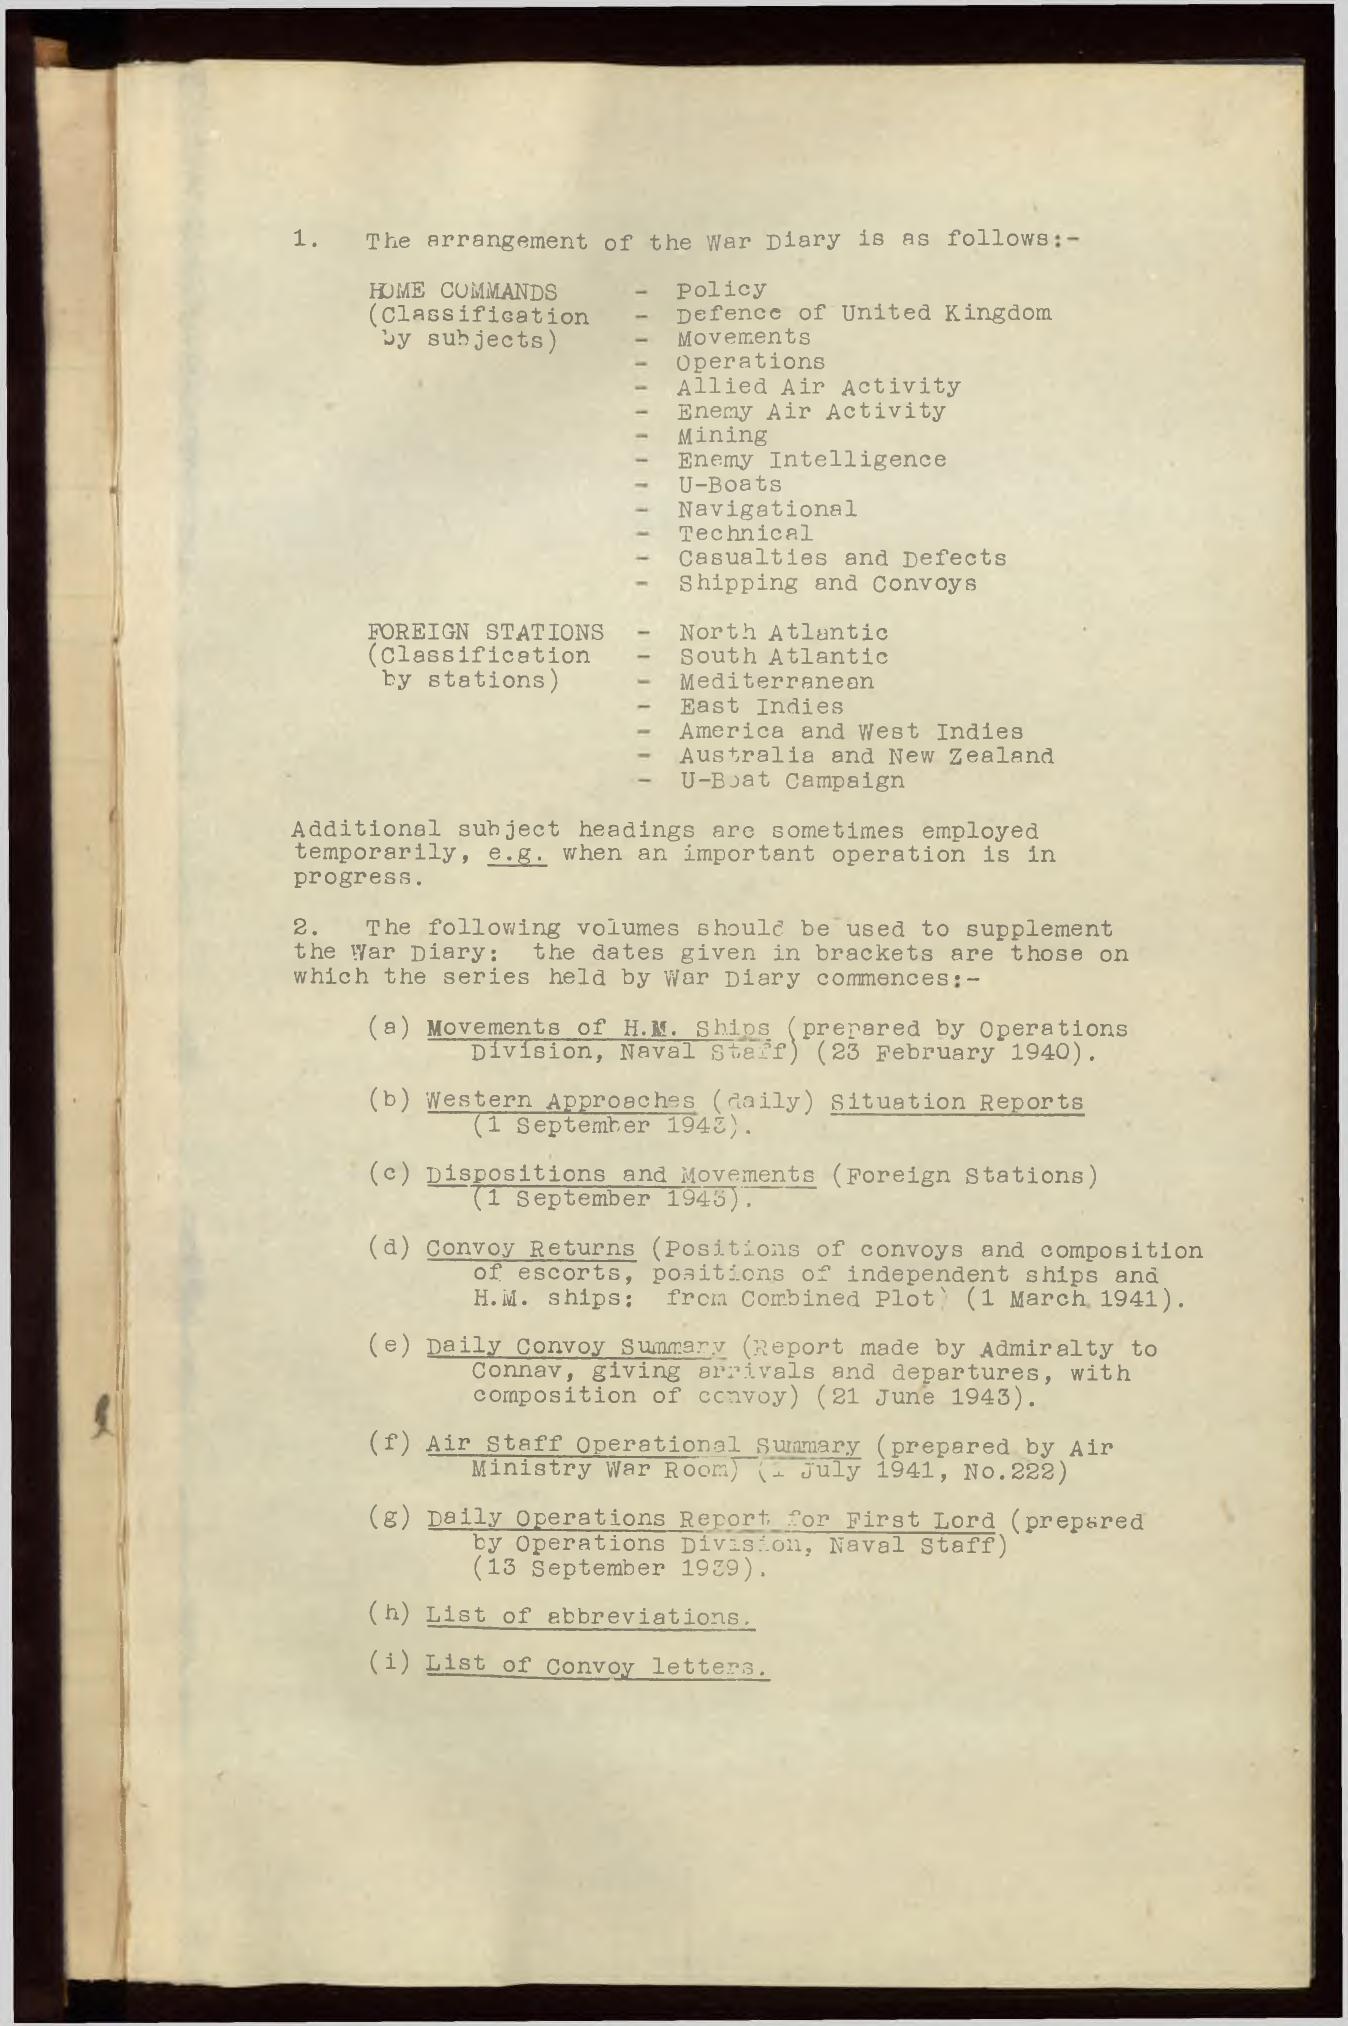 1. The arrangement of the War Diary is as follows:-
HOME COMMANDS - Policy
(Classification - Defence of United Kingdom
by subjects) - Movements
- Operations
- Allied Air Activity
- Enemy Air Activity
- Mining
- Enemy Intelligence
- U-Boats
- Navigational
- Technical
- Casualties and Defects
- Shipping and Convoys
FOREIGN STATIONS - North Atlantic
(Classification - South Atlantic
by stations) - Mediterranean
- East Indies
- America and West Indies
- Australia and New Zealand
- U-Boat Campaign
Additional subject headings are sometimes employed
temporarily, e.g. when an important operation is in
progress.
2. The following volumes should be used to supplement
the War Diary: the dates given in brackets are those on
which the series held by War Diary commences:-
(a) Movements of H.M. Ships (prepared by Operations
Division, Naval Staff) (23 February 1940).
(b) Western Approaches (daily) Situation Reports
(1 September 1943).
(c) Dispositions and Movements (Foreign Stations)
(1 September 1943).
(d) Convoy Returns (Positions of convoys and composition
of escorts, positions of independent ships and
H.M. ships: from Combined Plot) (1 March 1941).
(e) Daily Convoy Summary (Report made by Admiralty to
Connav, giving arrivals and departures, with
composition of convoy) (21 June 1943).
(f) Air Staff Operational Summary (prepared by Air
Ministry War Room) (1 July 1941, No.222)
(g) Daily Operations Report for First Lord (prepared
by Operations Division, Naval Staff)
(13 September 1939).
(h) List of abbreviations.
(i) List of Convoy letters.